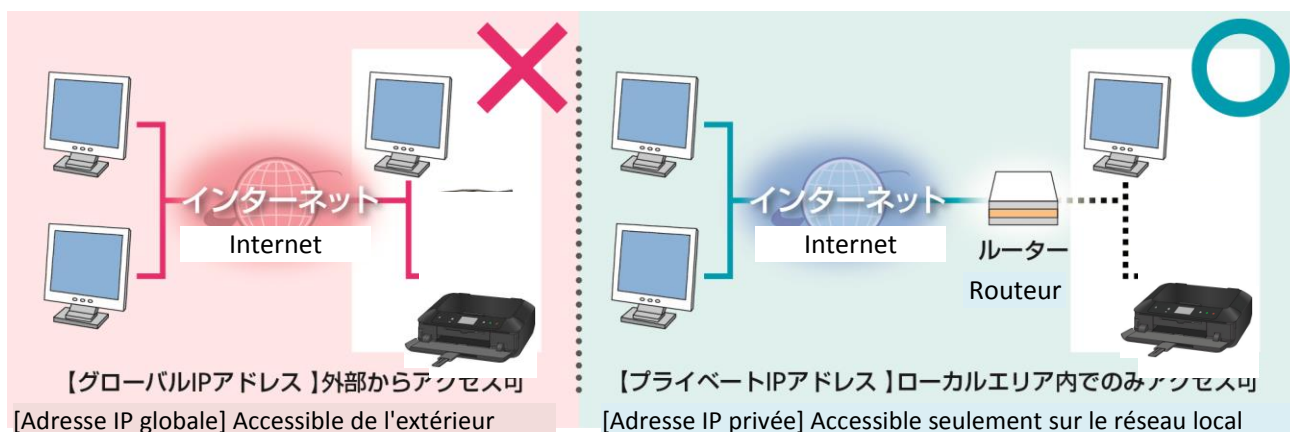 インターネット
Internet
【グローバルIPアドレス】外部からアクセス可
[Adresse IP globale] Accessible de l'extérieur
インターネット
Internet
ルーター
Routeur
【プライベートIPアドレス】ローカルエリア内でのみアクセス可
[Adresse IP privée] Accessible seulement sur le réseau local